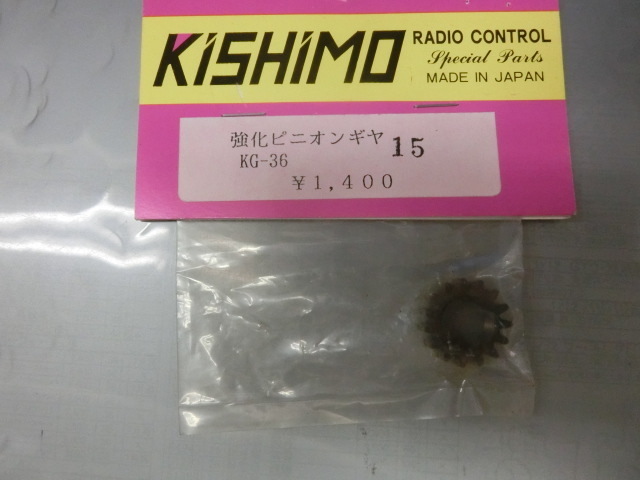 KISHIMO
RADIO CONTROL
Special Parts
MADE IN JAPAN
強化ピニオンギヤ 15
KG-36
¥1,400